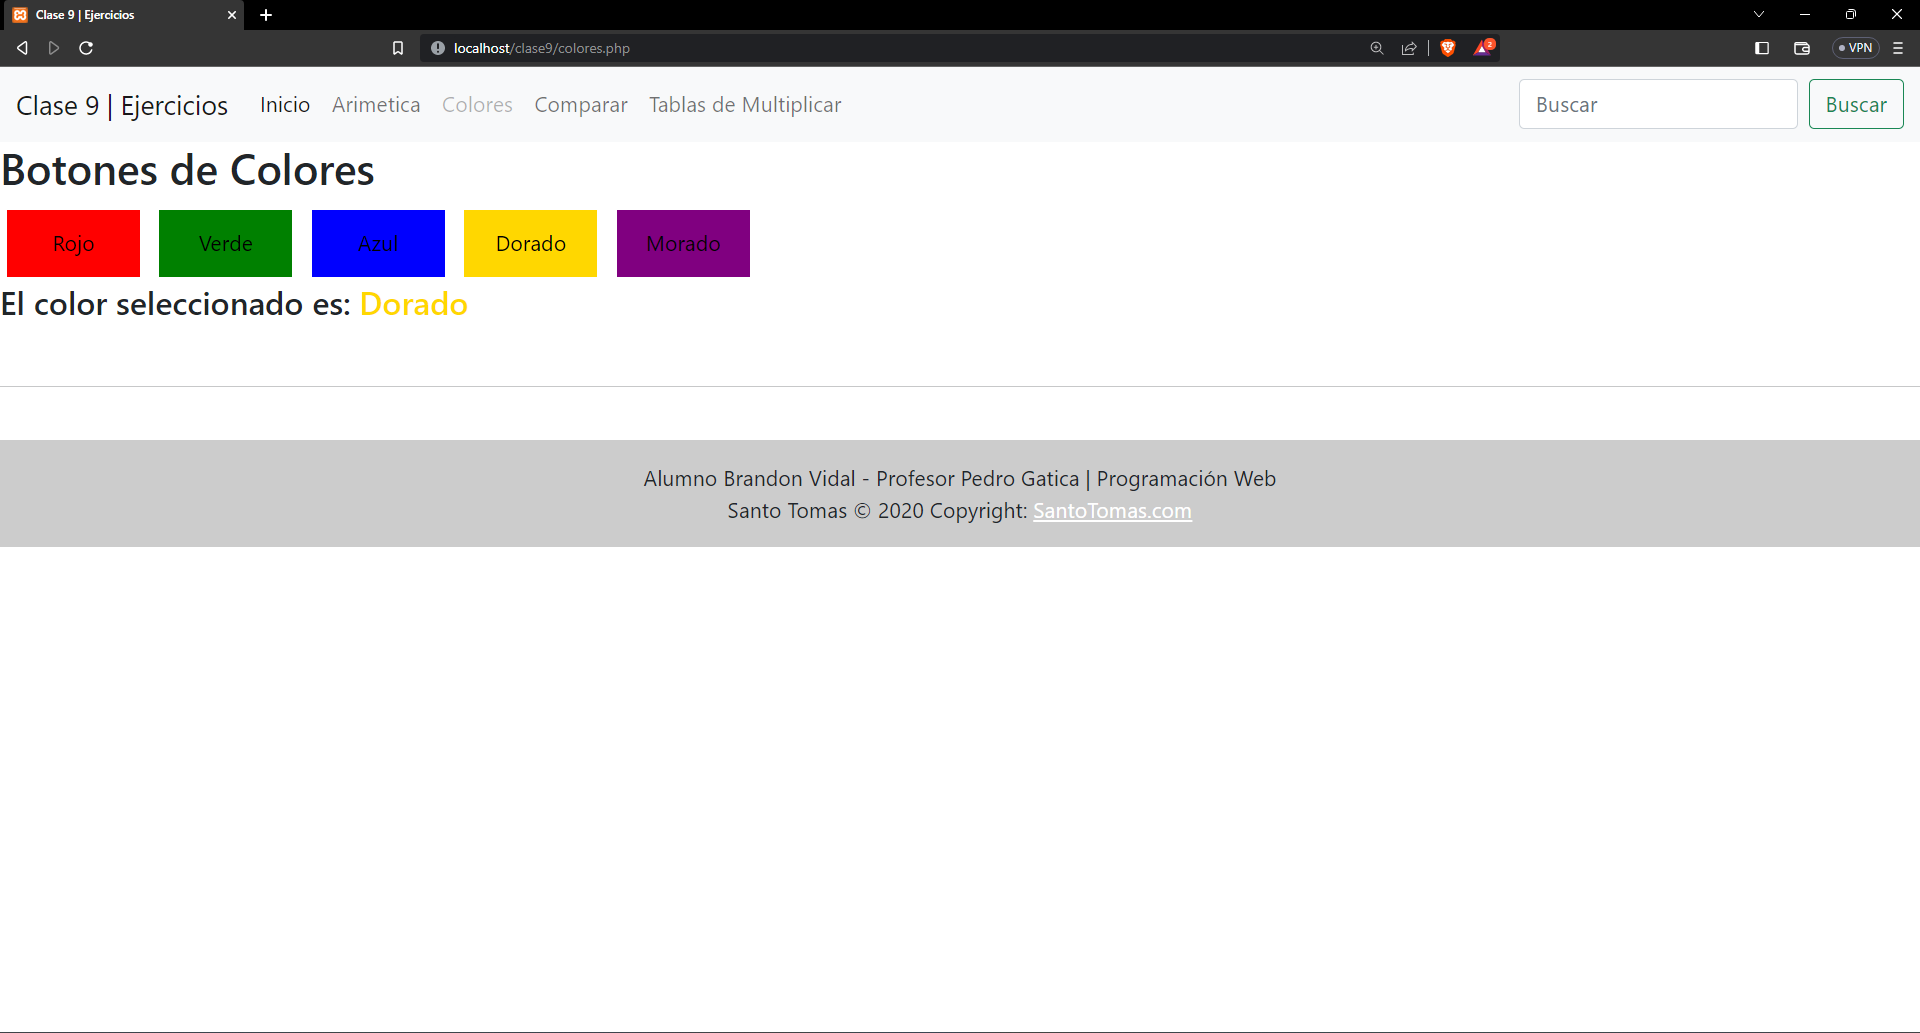 Clase 9 | Ejercicios
localhost/clase9/colores.php
2
VPN
Clase 9 | Ejercicios Inicio Arimetica Colores Comparar Tablas de Multiplicar Buscar Buscar
Botones de Colores
Rojo Verde Azul Dorado Morado
El color seleccionado es: Dorado
Alumno Brandon Vidal - Profesor Pedro Gatica | Programación Web
Santo Tomas © 2020 Copyright: SantoTomas.com